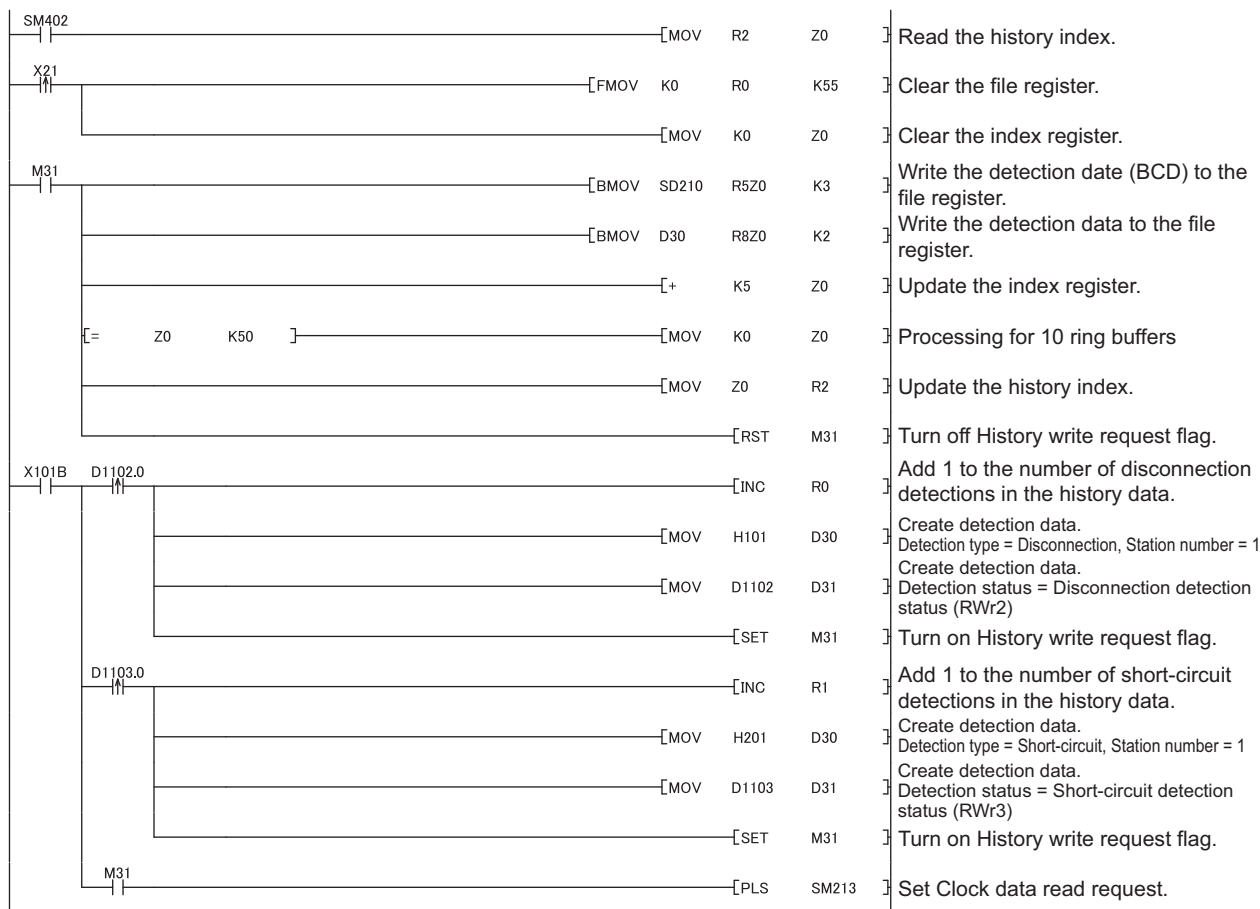 SM402
MOV R2 Z0 Read the history index.
X21
FMOV K0 R0 K55 Clear the file register.
MOV K0 Z0 Clear the index register.
M31
BMOV SD210 R5Z0 K3 Write the detection date (BCD) to the
file register.
BMOV D30 R8Z0 K2 Write the detection data to the file
register.
+ K5 Z0 Update the index register.
= Z0 K50 MOV K0 Z0 Processing for 10 ring buffers
MOV Z0 R2 Update the history index.
RST M31 Turn off History write request flag.
X101B D1102.0
INC R0 Add 1 to the number of disconnection
detections in the history data.
MOV H101 D30 Create detection data.
Detection type = Disconnection, Station number = 1
MOV D1102 D31 Create detection data.
Detection status = Disconnection detection
status (RWr2)
SET M31 Turn on History write request flag.
D1103.0
INC R1 Add 1 to the number of short-circuit
detections in the history data.
MOV H201 D30 Create detection data.
Detection type = Short-circuit, Station number = 1
MOV D1103 D31 Create detection data.
Detection status = Short-circuit detection
status (RWr3)
SET M31 Turn on History write request flag.
M31
PLS SM213 Set Clock data read request.